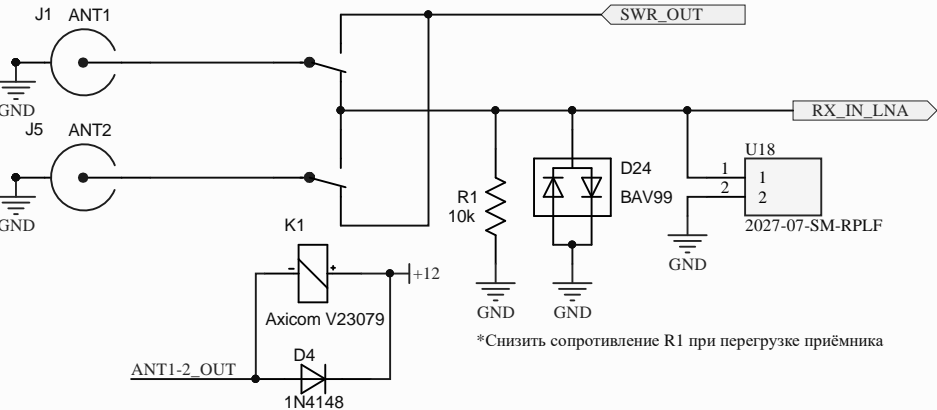 J1 ANT1
SWR_OUT
GND
RX_IN_LNA
J5 ANT2
GND
U18
1 1
2 2
2027-07-SM-RPLF
D24
BAV99
R1
10k
GND
K1
- +
+12
Axicom V23079
GND
GND
*Снизить сопротивление R1 при перегрузке приёмника
D4
ANT1-2_OUT
1N4148